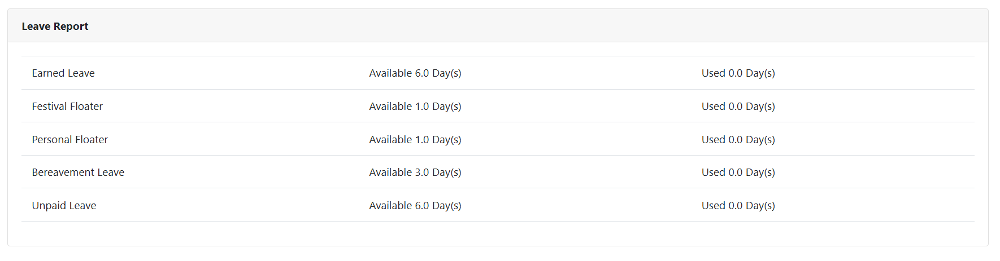 Leave Report
Earned Leave Available 6.0 Day(s) Used 0.0 Day(s)
Festival Floater Available 1.0 Day(s) Used 0.0 Day(s)
Personal Floater Available 1.0 Day(s) Used 0.0 Day(s)
Bereavement Leave Available 3.0 Day(s) Used 0.0 Day(s)
Unpaid Leave Available 6.0 Day(s) Used 0.0 Day(s)